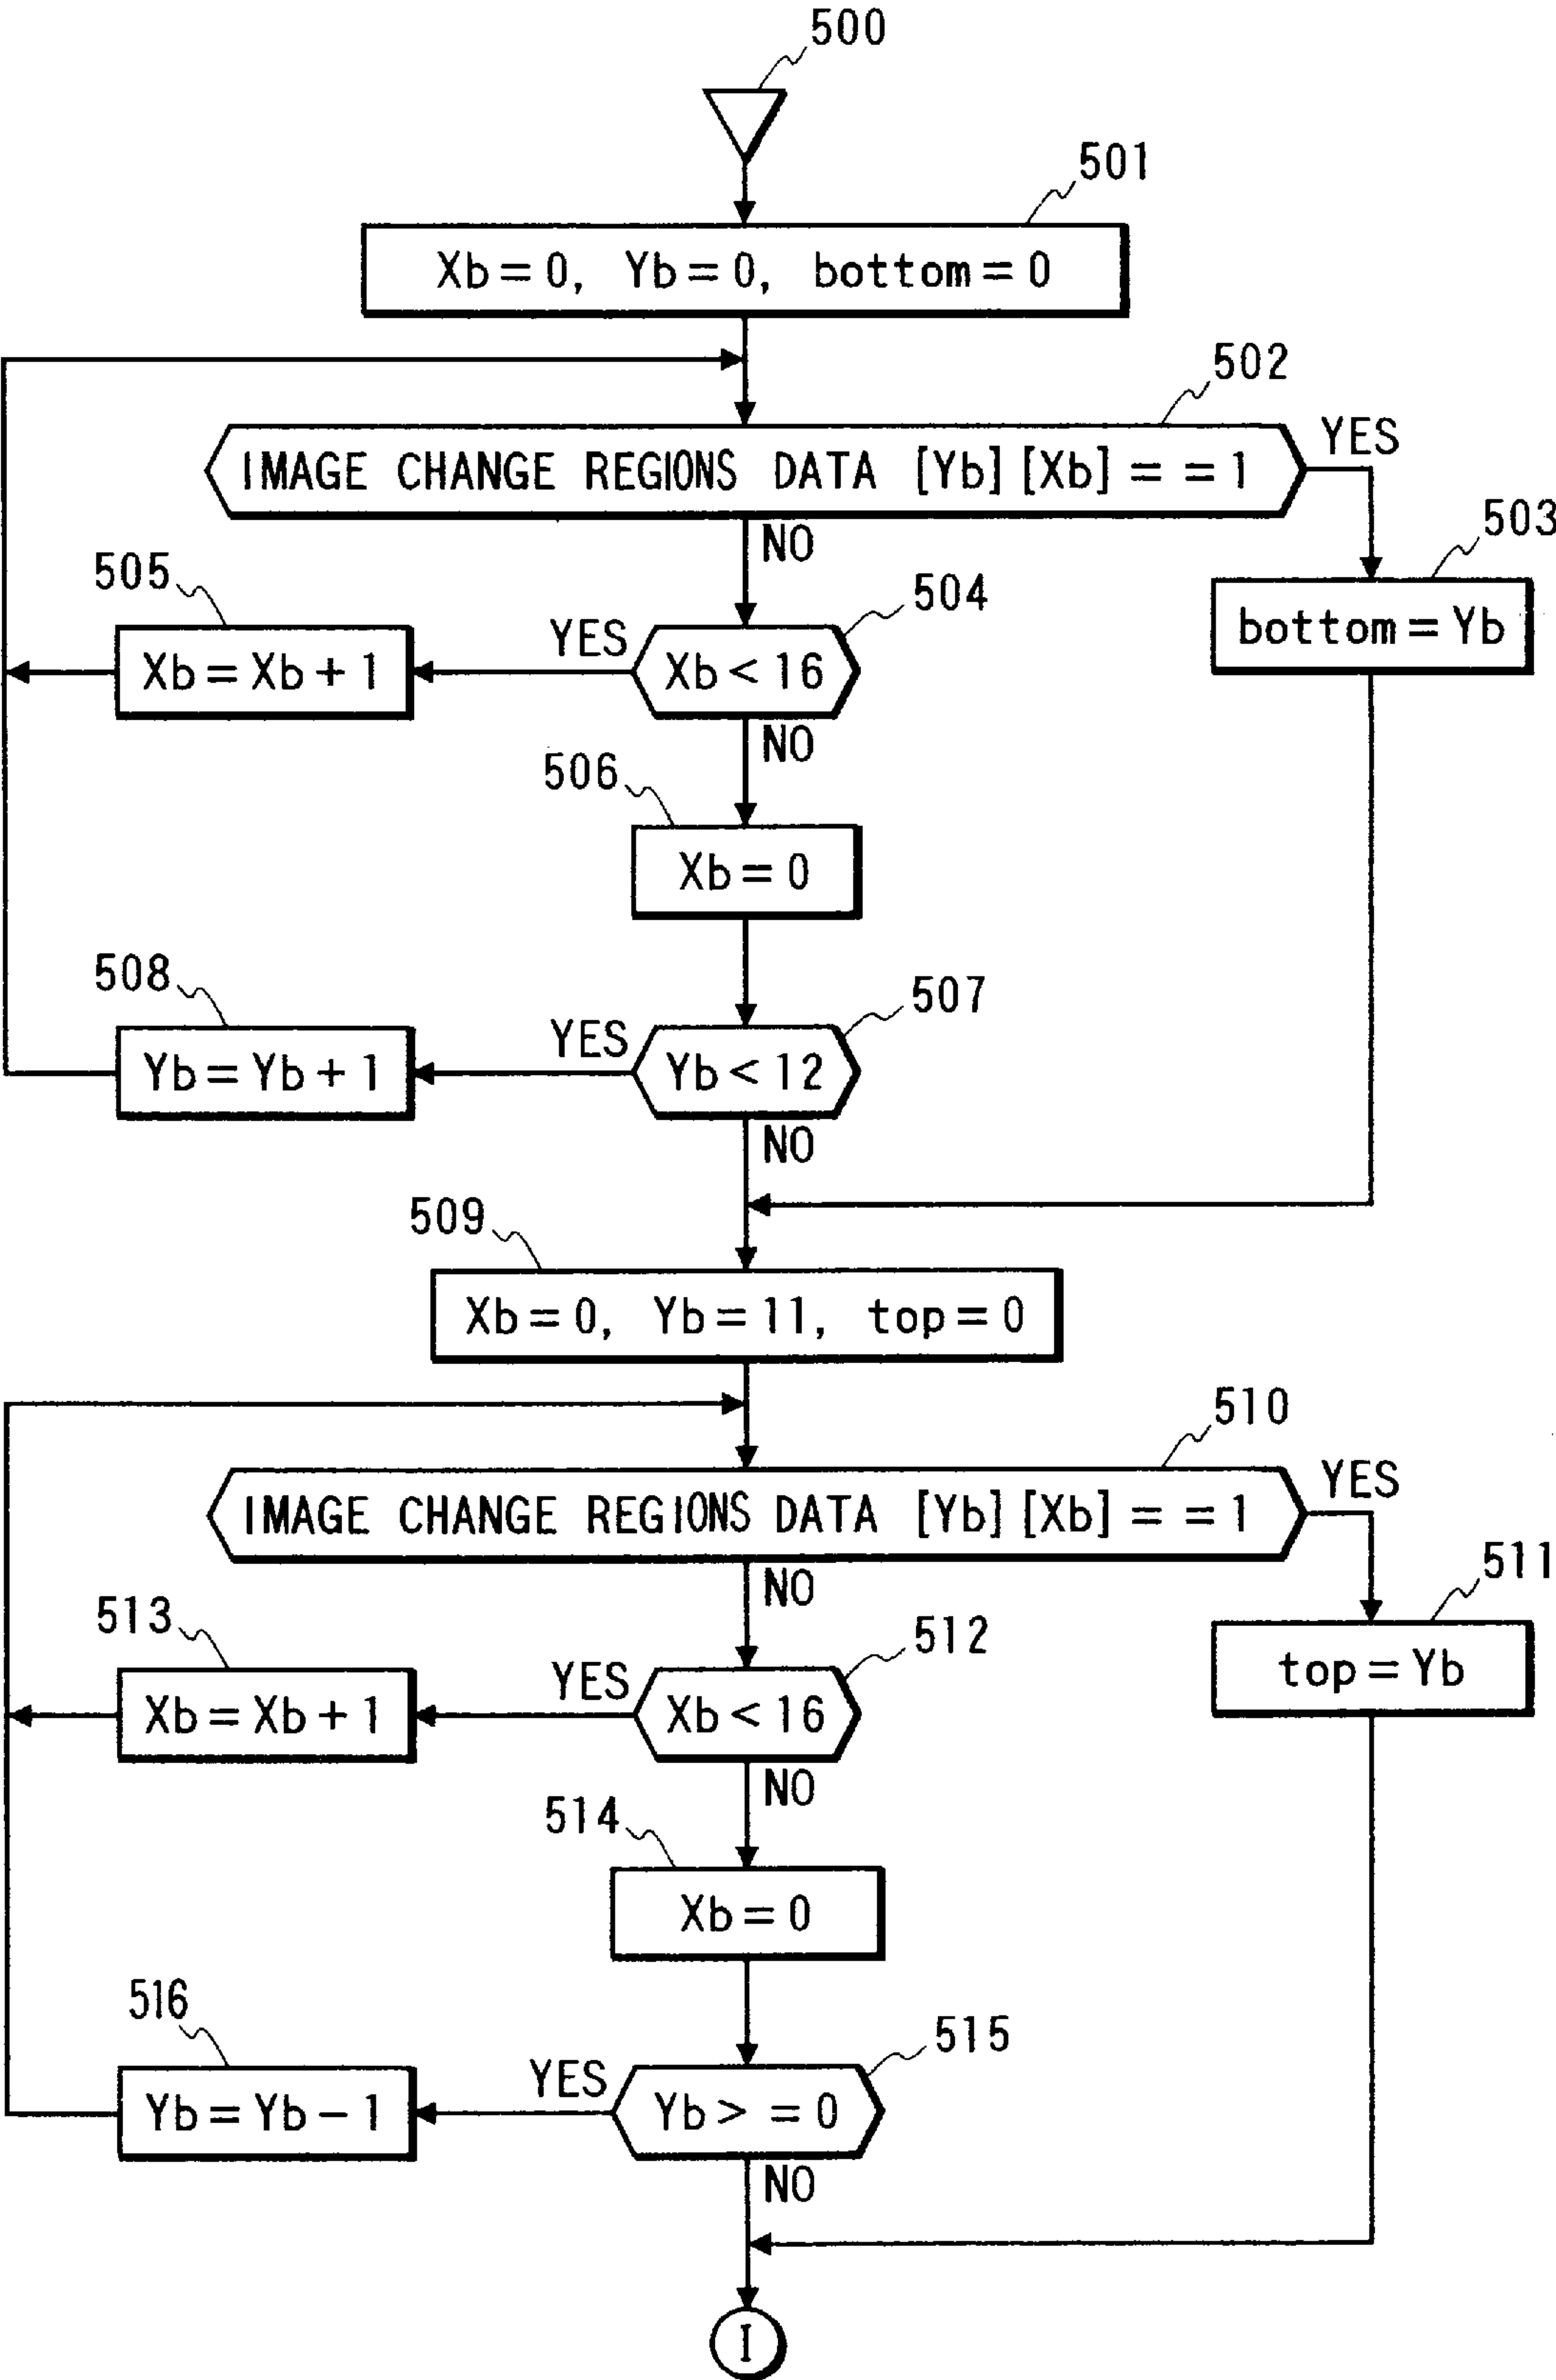 500
501
Xb=0, Yb=0, bottom=0
502
IMAGE CHANGE REGIONS DATA [Yb][Xb]==1
YES
503
NO
505
504
YES
bottom=Yb
Xb=Xb+1
Xb<16
NO
506
Xb=0
508
507
YES
Yb=Yb+1
Yb<12
NO
509
Xb=0, Yb=11, top=0
510
IMAGE CHANGE REGIONS DATA [Yb][Xb]==1
YES
511
NO
513
512
YES
top=Yb
Xb=Xb+1
Xb<16
NO
514
Xb=0
516
515
YES
Yb=Yb-1
Yb>=0
NO
I